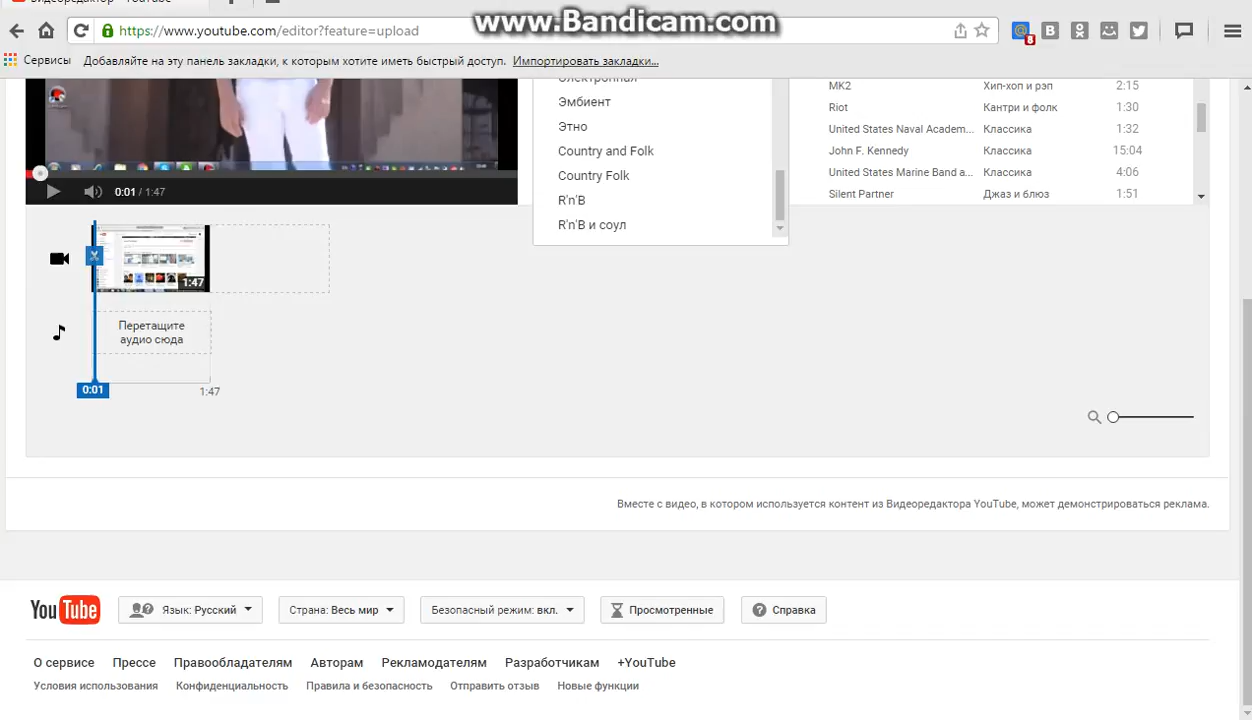 Видеоредактор - YouTube
www.Bandicam.com
https://www.youtube.com/editor?feature=upload
8
Сервисы Добавляйте на эту панель закладки, к которым хотите иметь быстрый доступ. Импортировать закладки...
Электронная
Эмбиент
Этно
Country and Folk
Country Folk
R'n'B
R'n'B и соул
MK2 Хип-хоп и рэп 2:15
Riot Кантри и фолк 1:30
United States Naval Academ... Классика 1:32
John F. Kennedy Классика 15:04
United States Marine Band a... Классика 4:06
Silent Partner Джаз и блюз 1:51
0:01 / 1:47
1:47
Перетащите
аудио сюда
0:01
1:47
Вместе с видео, в котором используется контент из Видеоредактора YouTube, может демонстрироваться реклама.
YouTube Язык: Русский Страна: Весь мир Безопасный режим: вкл. Просмотренные Справка
О сервисе Прессе Правообладателям Авторам Рекламодателям Разработчикам +YouTube
Условия использования Конфиденциальность Правила и безопасность Отправить отзыв Новые функции